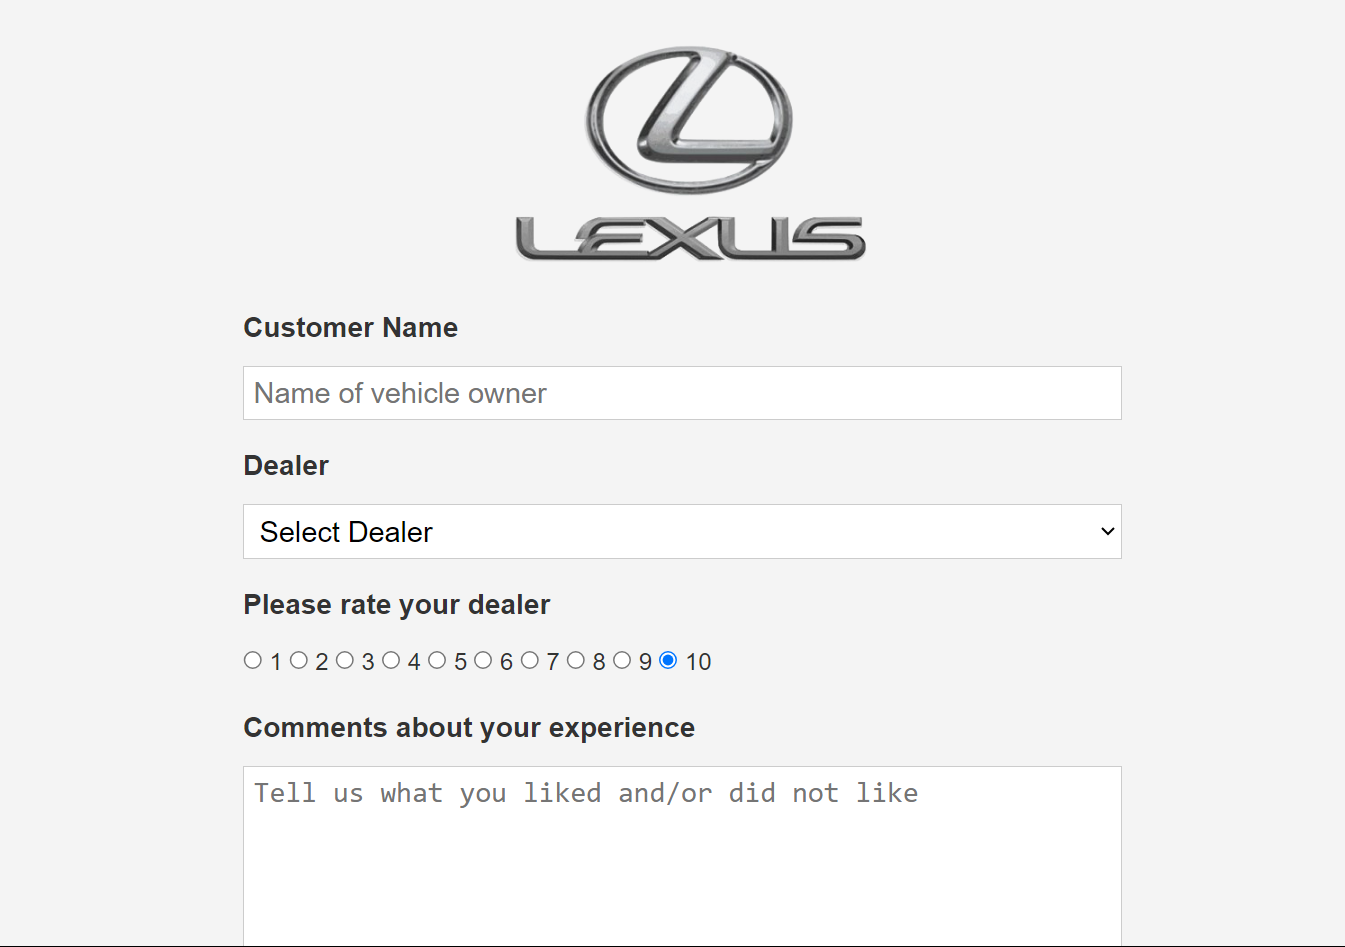 LEXUS
Customer Name
Name of vehicle owner
Dealer
Select Dealer
Please rate your dealer
1 2 3 4 5 6 7 8 9 10
Comments about your experience
Tell us what you liked and/or did not like